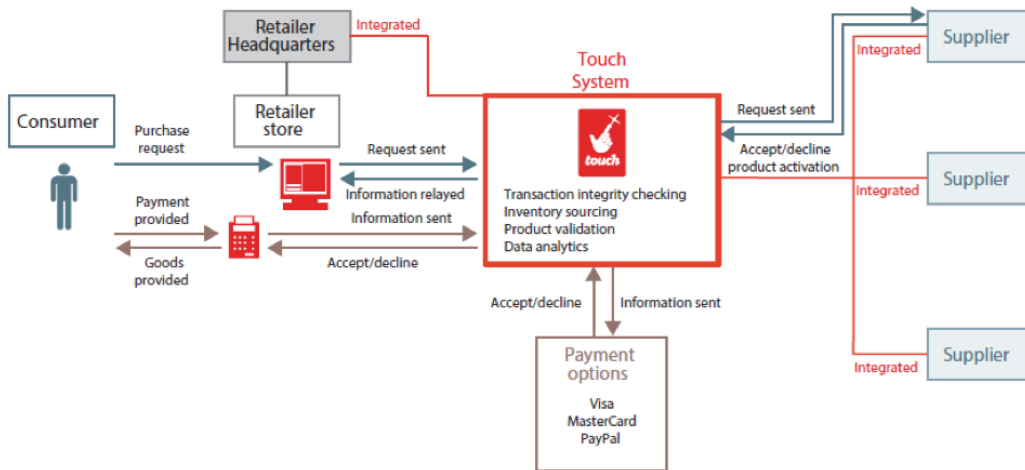 Retailer
Headquarters
Integrated
Supplier
Integrated
Touch
System
Consumer
Retailer
store
Purchase
request
Request sent
Information relayed
touch
Request sent
Accept/decline
product activation
Transaction integrity checking
Inventory sourcing
Product validation
Data analytics
Supplier
Integrated
Payment
provided
Information sent
Goods
provided
Accept/decline
Accept/decline
Information sent
Payment
options
Visa
MasterCard
PayPal
Supplier
Integrated